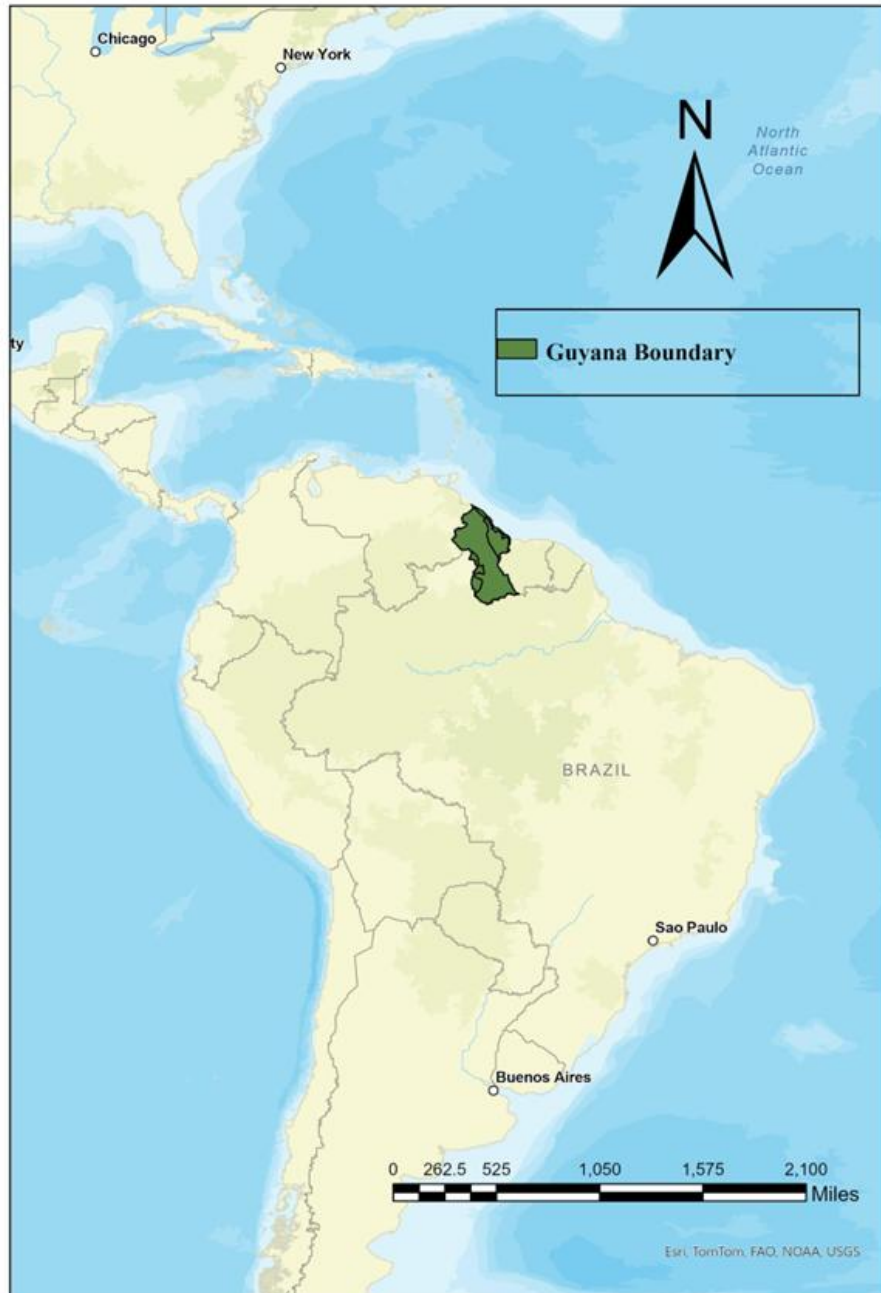 Chicago
New York
N
North
Atlantic
Ocean
Guyana Boundary
ty
BRAZIL
Sao Paulo
Buenos Aires
0 262.5 525 1,050 1,575 2,100
Miles
Esri, TomTom, FAO, NOAA, USGS